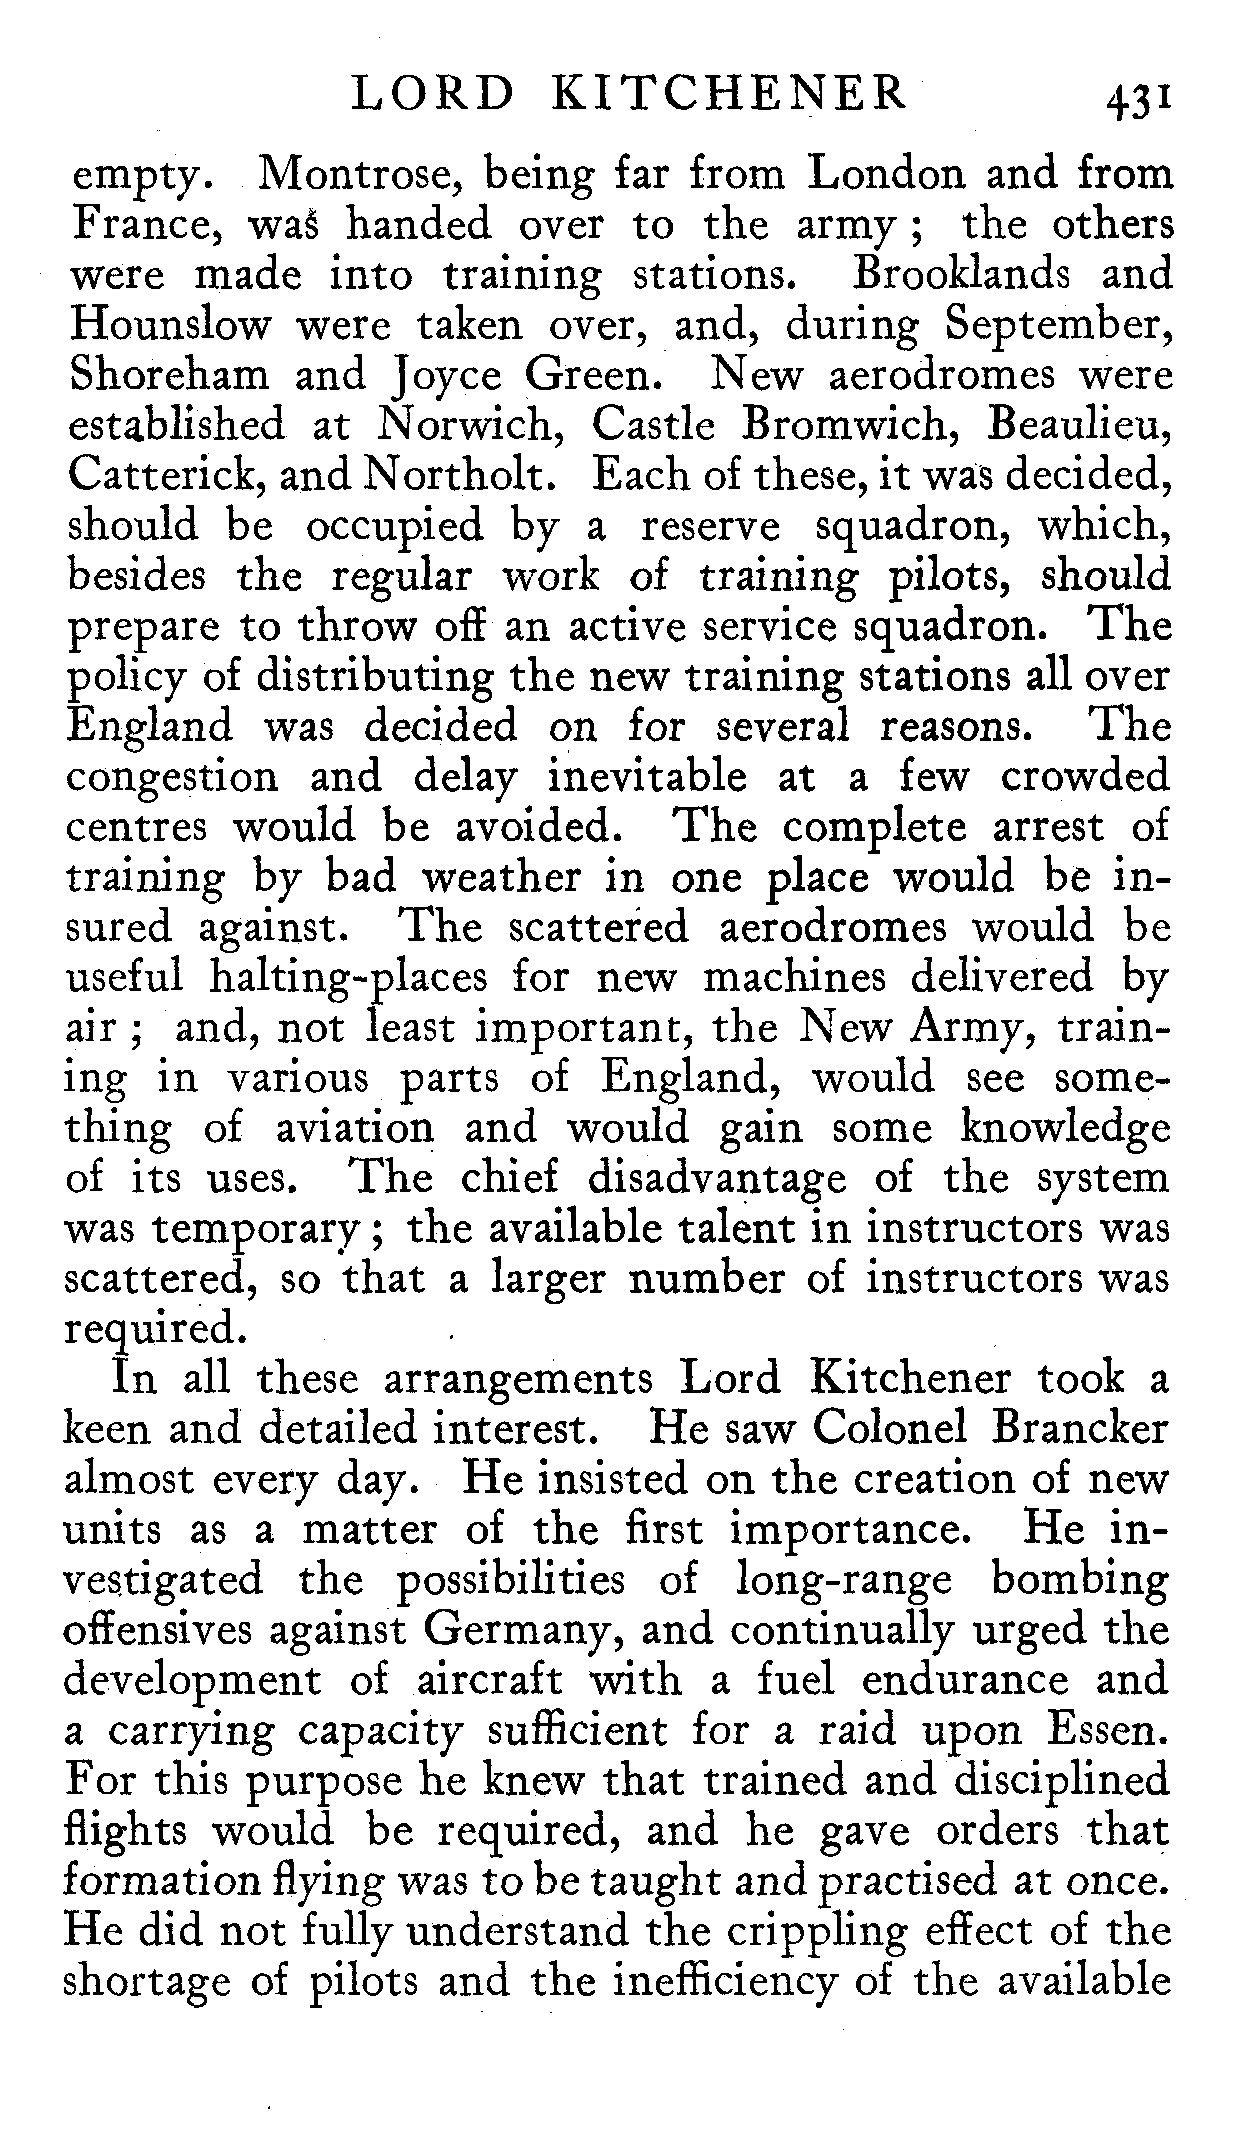 LORD KITCHENER 431
empty. Montrose, being far from London and from
France, was handed over to the army ; the others
were made into training stations. Brooklands and
Hounslow were taken over, and, during September,
Shoreham and Joyce Green. New aerodromes were
established at Norwich, Castle Bromwich, Beaulieu,
Catterick, and Northolt. Each of these, it was decided,
should be occupied by a reserve squadron, which,
besides the regular work of training pilots, should
prepare to throw off an active service squadron. The
policy of distributing the new training stations all over
England was decided on for several reasons. The
congestion and delay inevitable at a few crowded
centres would be avoided. The complete arrest of
training by bad weather in one place would be in-
sured against. The scattered aerodromes would be
useful halting-places for new machines delivered by
air ; and, not least important, the New Army, train-
ing in various parts of England, would see some-
thing of aviation and would gain some knowledge
of its uses. The chief disadvantage of the system
was temporary ; the available talent in instructors was
scattered, so that a larger number of instructors was
required.
In all these arrangements Lord Kitchener took a
keen and detailed interest. He saw Colonel Brancker
almost every day. He insisted on the creation of new
units as a matter of the first importance. He in-
vestigated the possibilities of long-range bombing
offensives against Germany, and continually urged the
development of aircraft with a fuel endurance and
a carrying capacity sufficient for a raid upon Essen.
For this purpose he knew that trained and disciplined
flights would be required, and he gave orders that
formation flying was to be taught and practised at once.
He did not fully understand the crippling effect of the
shortage of pilots and the inefficiency of the available